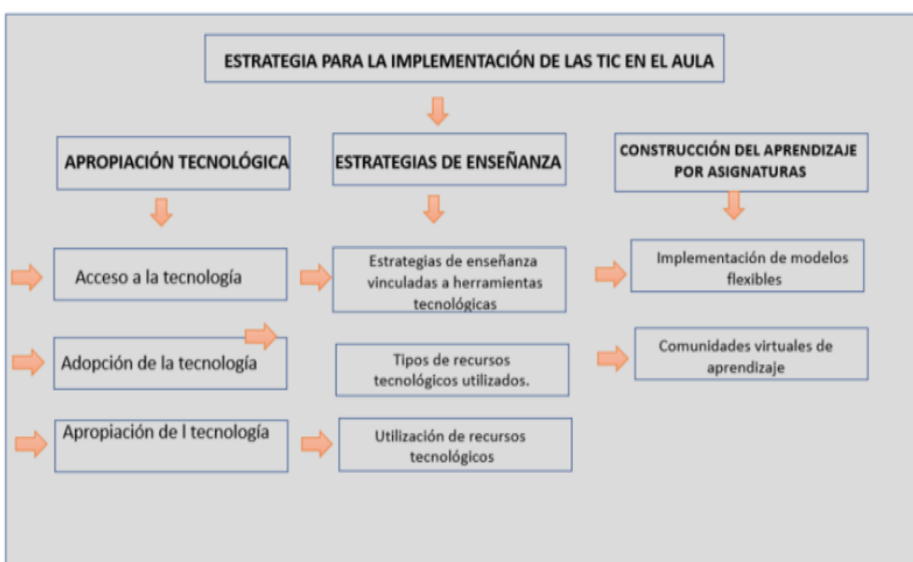 ESTRATEGIA PARA LA IMPLEMENTACIÓN DE LAS TIC EN EL AULA
APROPIACIÓN TECNOLÓGICA
ESTRATEGIAS DE ENSEÑANZA
CONSTRUCCIÓN DEL APRENDIZAJE
POR ASIGNATURAS
Acceso a la tecnología
Estrategias de enseñanza
vinculadas a herramientas
tecnológicas
Implementación de modelos
flexibles
Adopción de la tecnología
Tipos de recursos
tecnológicos utilizados.
Comunidades virtuales de
aprendizaje
Apropiación de l tecnología
Utilización de recursos
tecnológicos